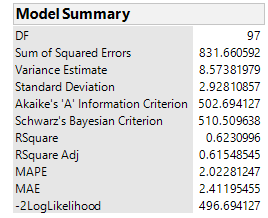 Model Summary
DF 97
Sum of Squared Errors 831.660592
Variance Estimate 8.57381979
Standard Deviation 2.92810857
Akaike's 'A' Information Criterion 502.694127
Schwarz's Bayesian Criterion 510.509638
RSquare 0.6230996
RSquare Adj 0.61548345
MAPE 2.02281247
MAE 2.41195455
-2LogLikelihood 496.694127